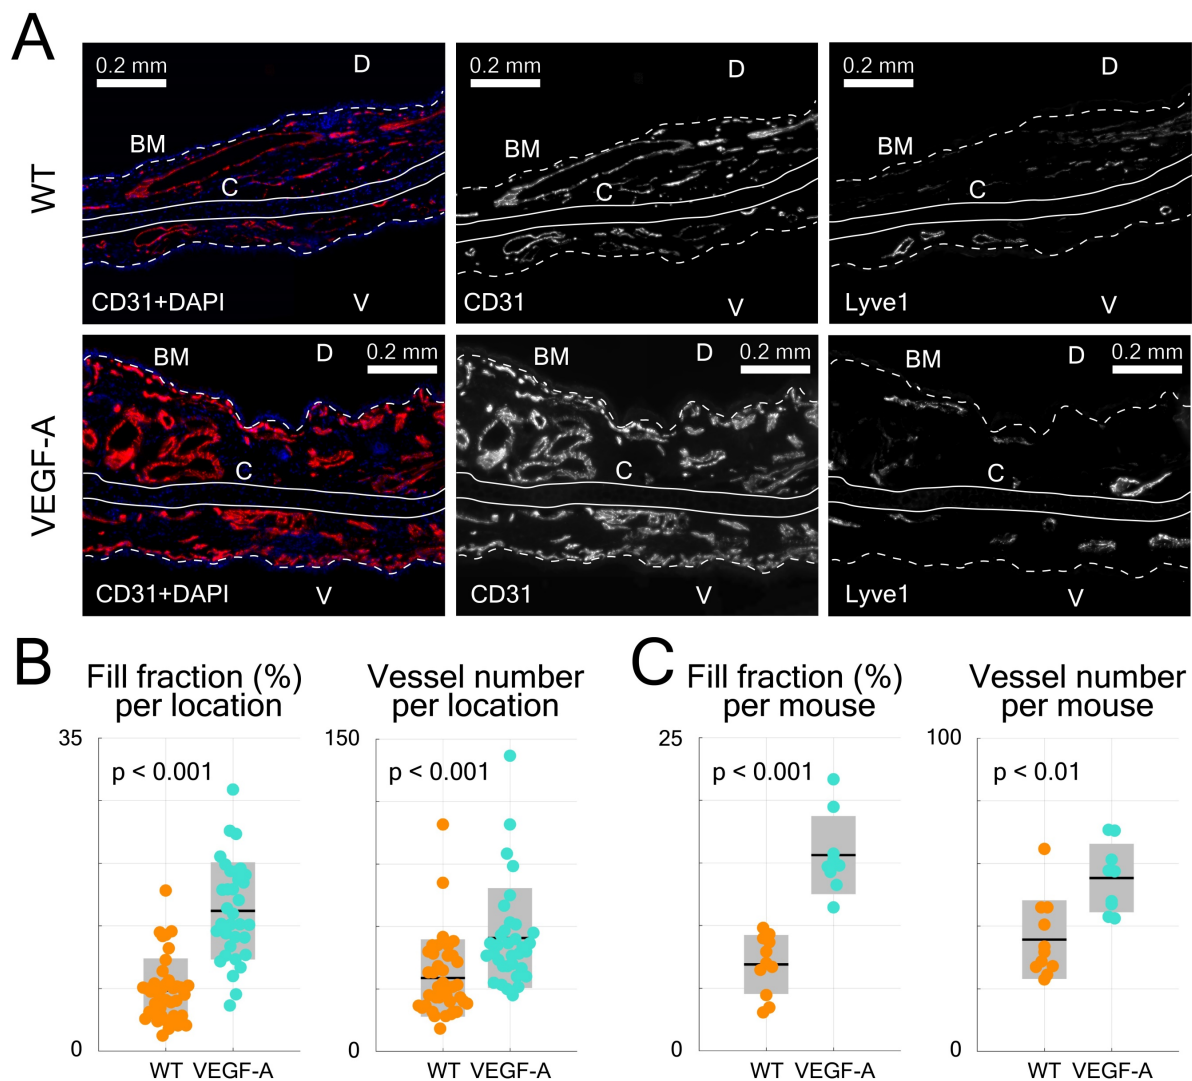 A
WT
0.2 mm
D
BM
C
CD31+DAPI
V
0.2 mm
D
BM
C
CD31
V
0.2 mm
D
BM
C
Lyve1
V
VEGF-A
BM
D
0.2 mm
C
CD31+DAPI
V
BM
D
0.2 mm
C
CD31
V
BM
D
0.2 mm
C
Lyve1
V
B
Fill fraction (%)
per location
35
p < 0.001
0
WT VEGF-A
Vessel number
per location
150
p < 0.001
0
WT VEGF-A
C
Fill fraction (%)
per mouse
25
p < 0.001
0
WT VEGF-A
Vessel number
per mouse
100
p < 0.01
0
WT VEGF-A